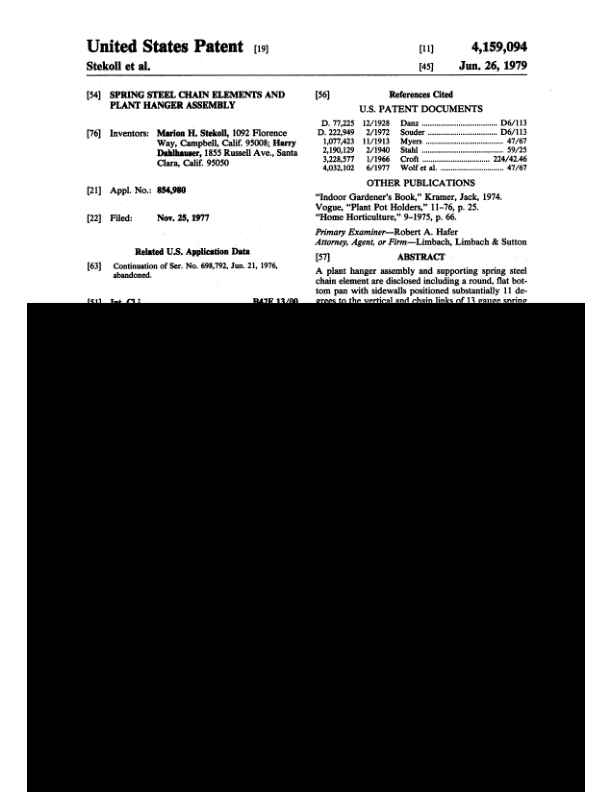 United States Patent [19]
Stekoll et al.
[11] 4,159,094
[45] Jun. 26, 1979
[54] SPRING STEEL CHAIN ELEMENTS AND
PLANT HANGER ASSEMBLY
[76] Inventors: Marion H. Stekoll, 1092 Florence
Way, Campbell, Calif. 95008; Harry
Dahlhauser, 1855 Russell Ave., Santa
Clara, Calif. 95050
[21] Appl. No.: 854,980
[22] Filed: Nov. 25, 1977
Related U.S. Application Data
[63] Continuation of Ser. No. 698,792, Jun. 21, 1976,
abandoned.
[51] Int. Cl.² B42F 13/00
[56] References Cited
U.S. PATENT DOCUMENTS
D. 77,225 12/1928 Danz D6/113
D. 222,949 2/1972 Souder D6/113
1,077,423 11/1913 Myers 47/67
2,190,129 2/1940 Stahl 59/25
3,228,577 1/1966 Croft 224/42.46
4,032,102 6/1977 Wolf et al. 47/67
OTHER PUBLICATIONS
"Indoor Gardener's Book," Kramer, Jack, 1974.
Vogue, "Plant Pot Holders," 11-76, p. 25.
"Home Horticulture," 9-1975, p. 66.
Primary Examiner—Robert A. Hafer
Attorney, Agent, or Firm—Limbach, Limbach & Sutton
[57] ABSTRACT
A plant hanger assembly and supporting spring steel
chain element are disclosed including a round, flat bot-
tom pan with sidewalls positioned substantially 11 de-
grees to the vertical and chain links of 13 gauge spring